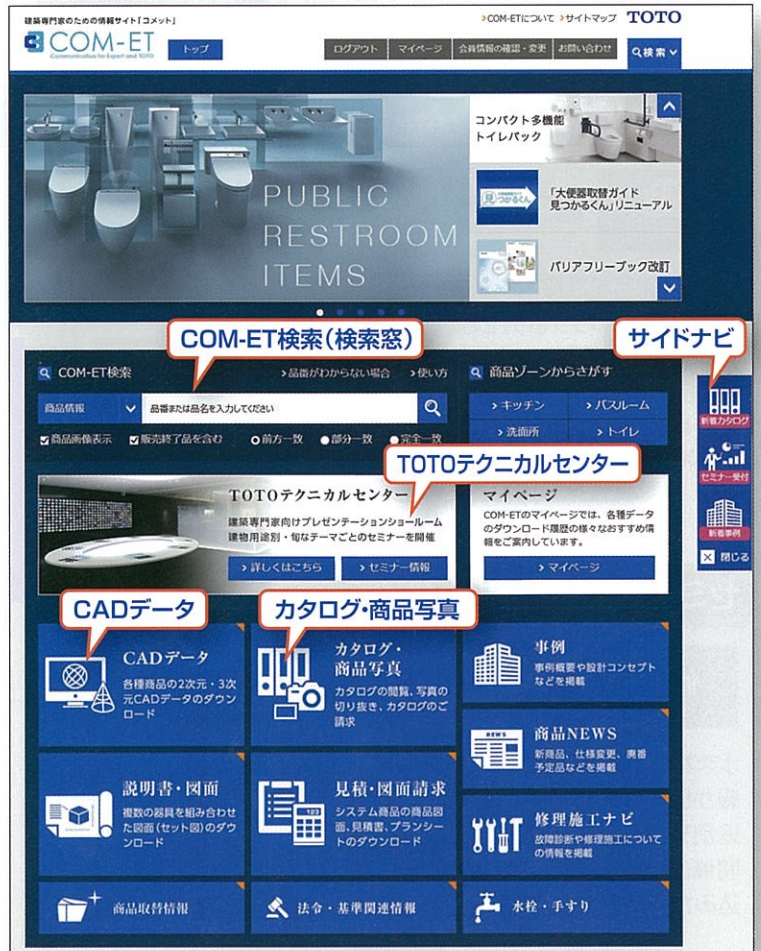 建築専門家のための情報サイト「コメット」
›COM-ETについて ›サイトマップ TOTO
COM-ET
Communication for Expert and TOTO
トップ
ログアウト マイページ 会員情報の確認・変更 お問い合わせ 検索
PUBLIC
RESTROOM
ITEMS
コンパクト多機能
トイレパック
見つかるくん
「大便器取替ガイド
見つかるくん」リニューアル
バリアフリーブック改訂
COM-ET検索(検索窓)
サイドナビ
COM-ET検索
›品番がわからない場合 ›使い方
商品情報 品番または品名を入力してください
商品画像表示 販売終了品を含む 前方一致 部分一致 完全一致
商品ゾーンからさがす
›キッチン ›バスルーム
›洗面所 ›トイレ
新着カタログ
セミナー受付
新着事例
閉じる
TOTOテクニカルセンター
TOTOテクニカルセンター
建築専門家向けプレゼンテーションショールーム
建物用途別・旬なテーマごとのセミナーを開催
›詳しくはこちら ›セミナー情報
マイページ
COM-ETのマイページでは、各種データ
のダウンロード履歴の様々なおすすめ情
報をご案内しています。
›マイページ
CADデータ
カタログ・商品写真
CADデータ
各種商品の2次元・3次
元CADデータのダウン
ロード
カタログ・
商品写真
カタログの閲覧、写真の
切り抜き、カタログのご
請求
事例
事例概要や設計コンセプト
などを掲載
NEWS
商品NEWS
新商品、仕様変更、廃番
予定品などを掲載
説明書・図面
複数の器具を組み合わせ
た図面(セット図)のダウ
ンロード
123
見積・図面請求
システム商品の商品図
面、見積書、プランシー
トのダウンロード
修理施工ナビ
故障診断や修理施工について
の情報を掲載
商品取替情報
法令・基準関連情報
水栓・手すり